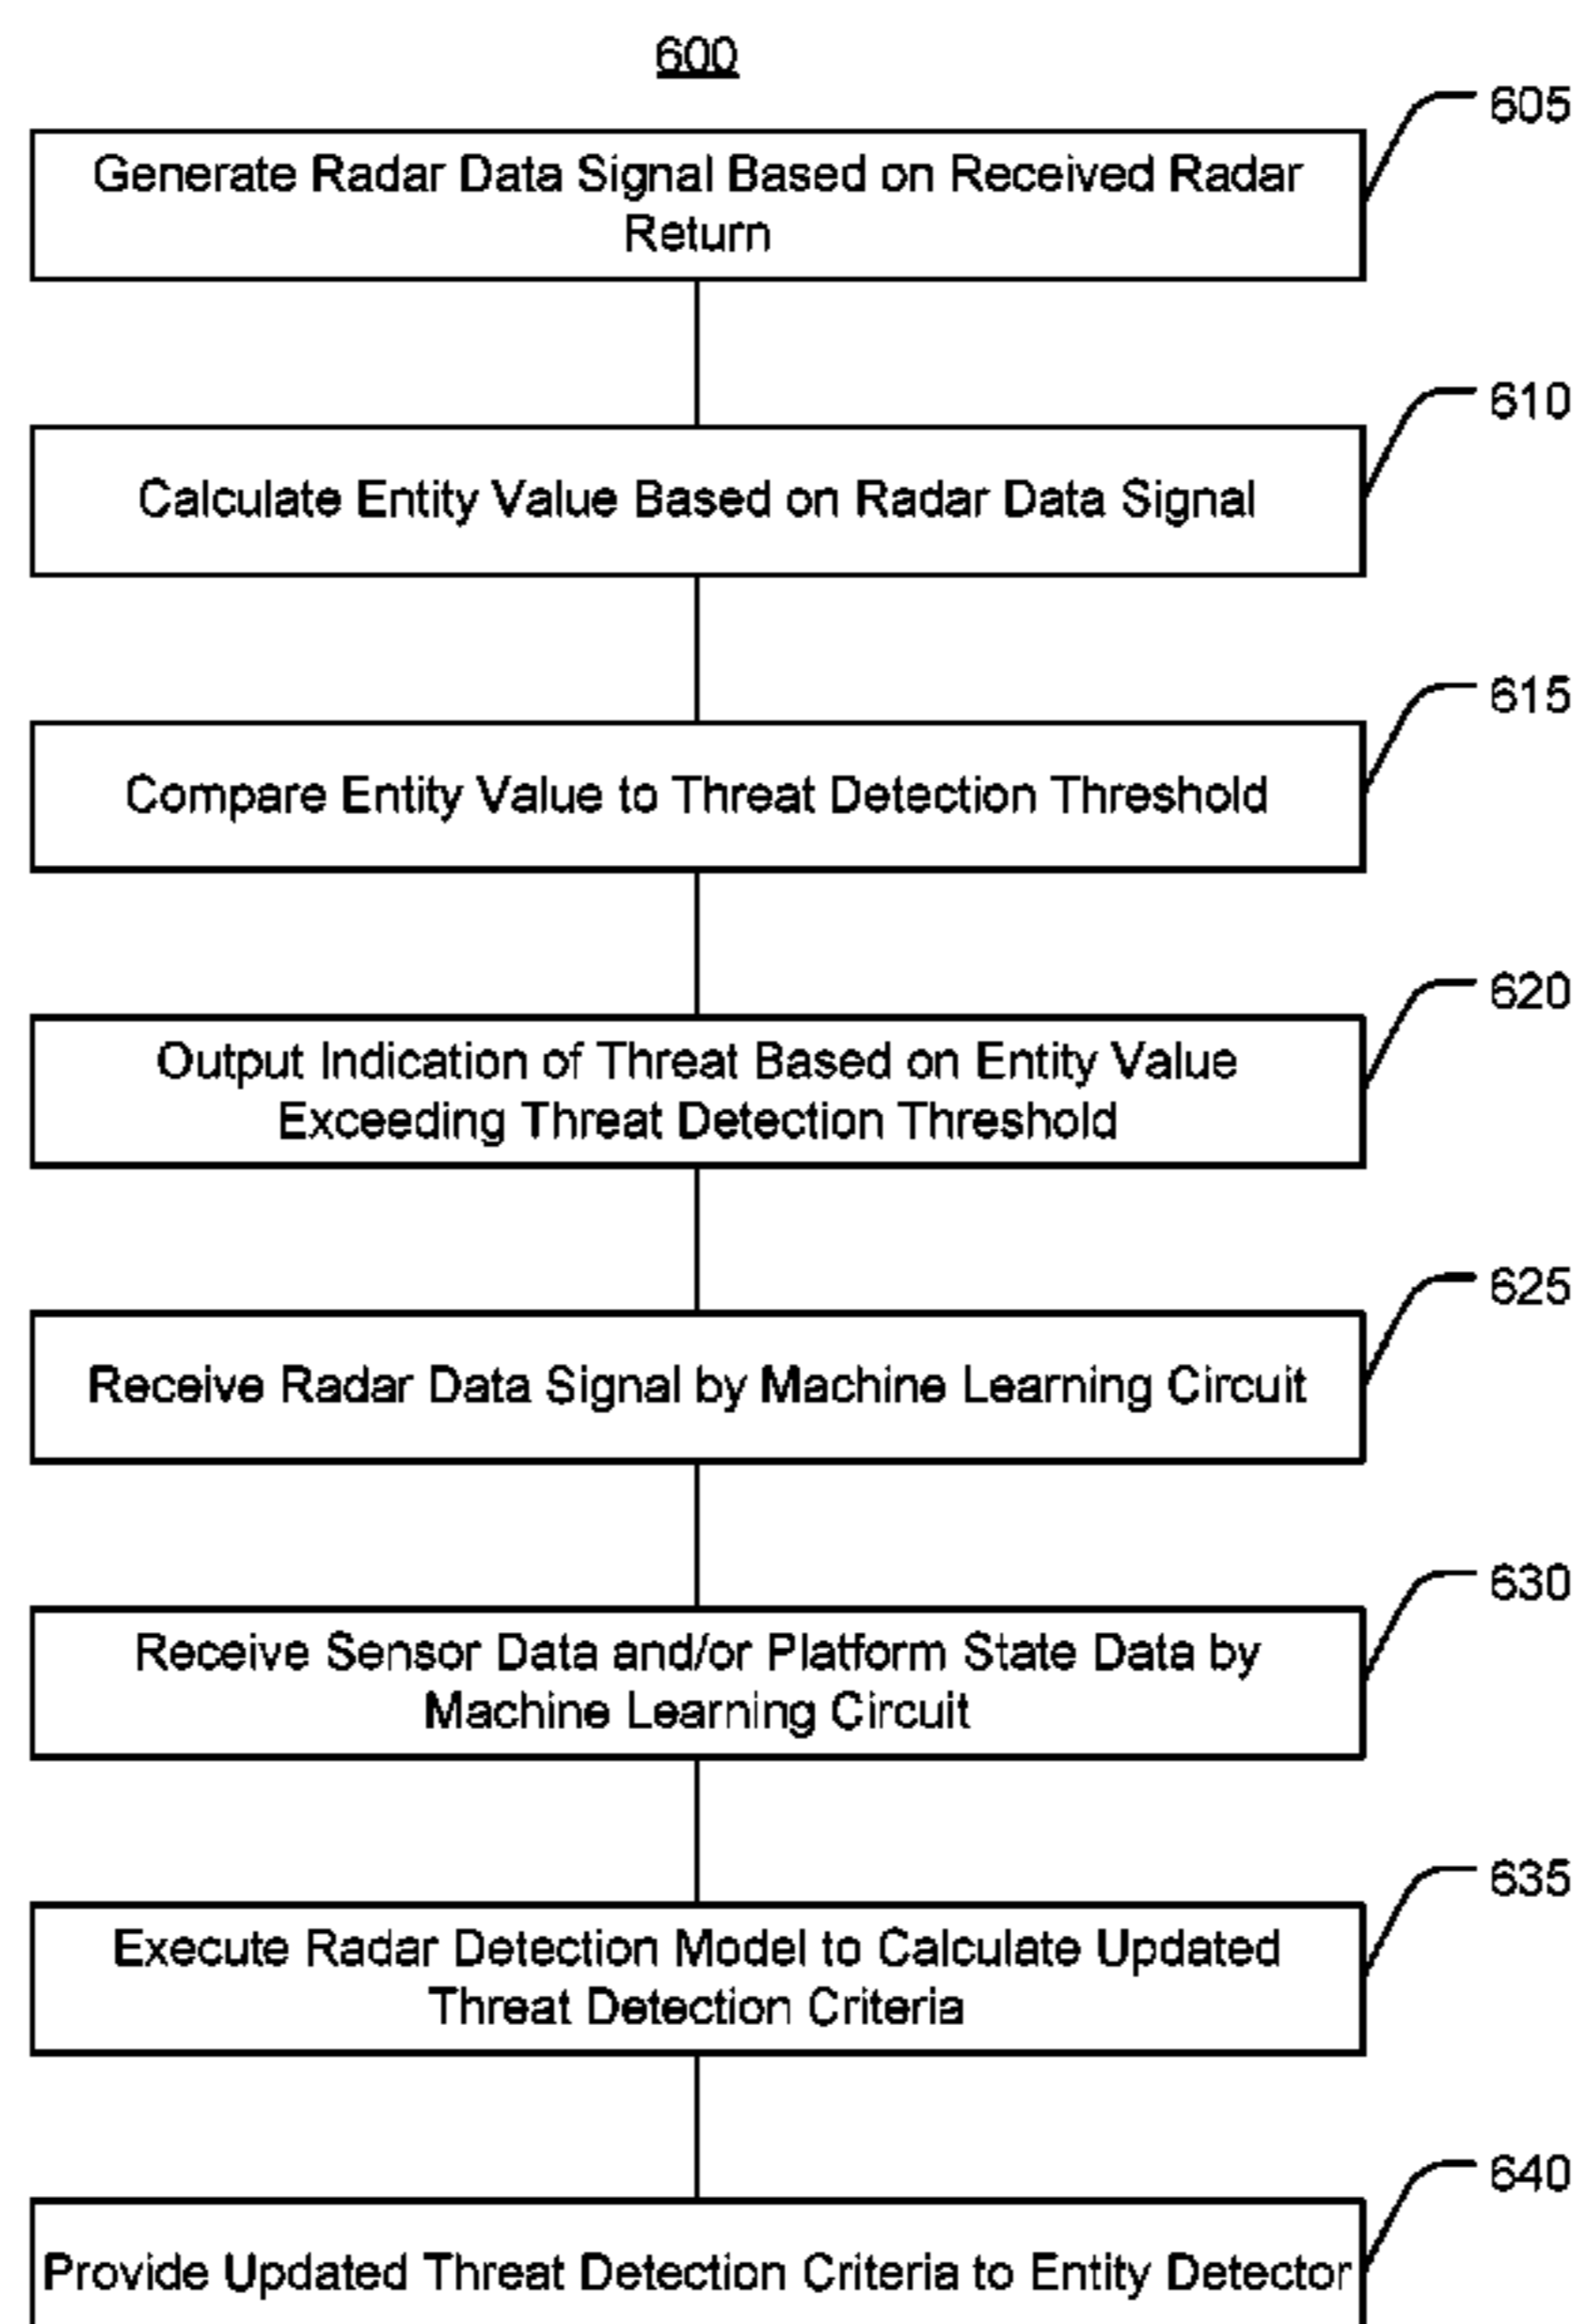 600
605
Generate Radar Data Signal Based on Received Radar
Return
610
Calculate Entity Value Based on Radar Data Signal
615
Compare Entity Value to Threat Detection Threshold
620
Output Indication of Threat Based on Entity Value
Exceeding Threat Detection Threshold
625
Receive Radar Data Signal by Machine Learning Circuit
630
Receive Sensor Data and/or Platform State Data by
Machine Learning Circuit
635
Execute Radar Detection Model to Calculate Updated
Threat Detection Criteria
640
Provide Updated Threat Detection Criteria to Entity Detector